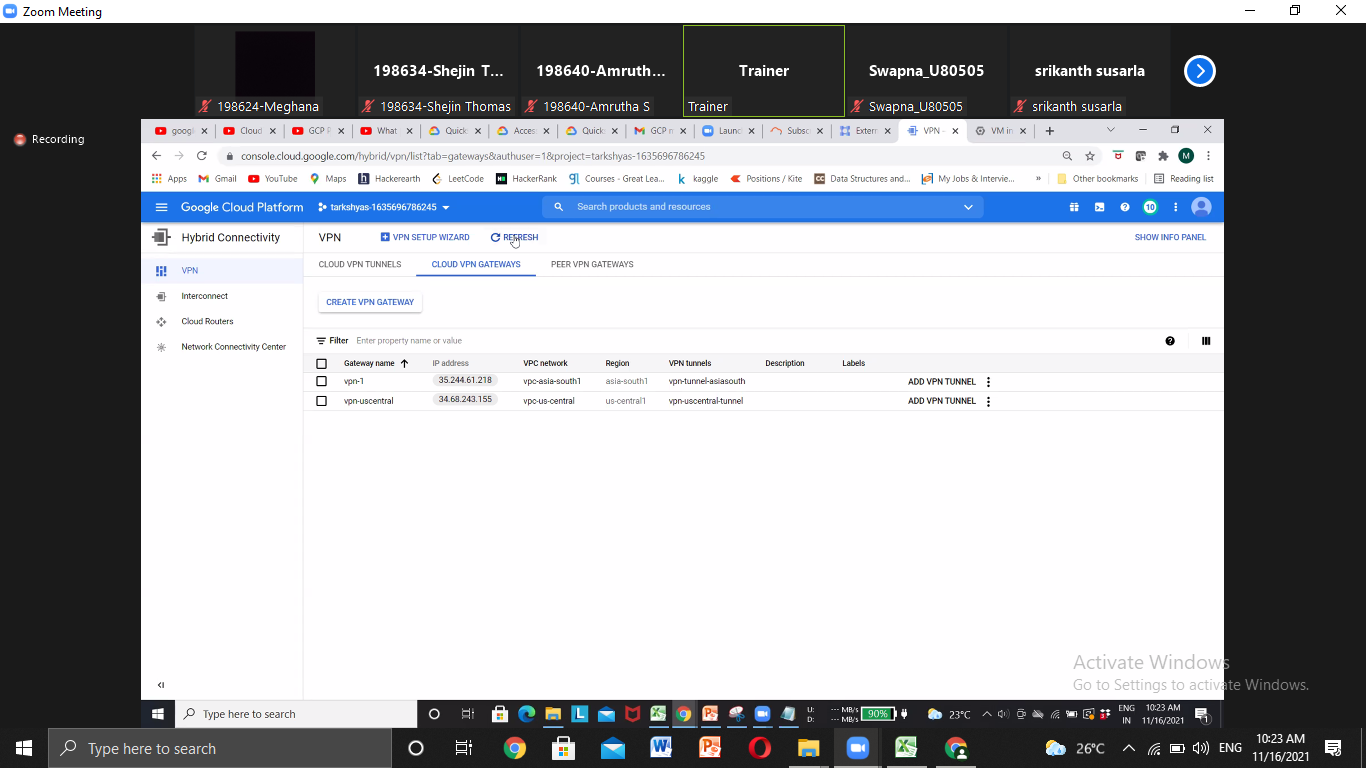 Zoom Meeting
198634-Shejin T... 198640-Amruth... Trainer Swapna_U80505 srikanth susarla
198624-Meghana 198634-Shejin Thomas 198640-Amrutha S Trainer Swapna_U80505 srikanth susarla
Recording
googl Cloud GCP F What Quick Acces Quick GCP m Launc Subsc Exterr VPN - VM in
console.cloud.google.com/hybrid/vpn/list?tab=gateways&authuser=1&project=tarkshyas-1635696786245
Apps Gmail YouTube Maps Hackerearth LeetCode HackerRank Courses - Great Lea... kaggle Positions / Kite Data Structures and... My Jobs & Intervie... » Other bookmarks Reading list
Google Cloud Platform tarkshyas-1635696786245 Search products and resources 10
Hybrid Connectivity VPN VPN SETUP WIZARD REFRESH SHOW INFO PANEL
VPN CLOUD VPN TUNNELS CLOUD VPN GATEWAYS PEER VPN GATEWAYS
Interconnect
CREATE VPN GATEWAY
Cloud Routers
Network Connectivity Center Filter Enter property name or value
Gateway name IP address VPC network Region VPN tunnels Description Labels
vpn-1 35.244.61.218 vpc-asia-south1 asia-south1 vpn-tunnel-asiasouth ADD VPN TUNNEL
vpn-uscentral 34.68.243.155 vpc-us-central us-central1 vpn-uscentral-tunnel ADD VPN TUNNEL
Activate Windows
Go to Settings to activate Windows.
Type here to search U: D: --- MB/s --- MB/s 90% 23°C ENG IN 10:23 AM 11/16/2021 1
Type here to search 26°C ENG 10:23 AM 11/16/2021